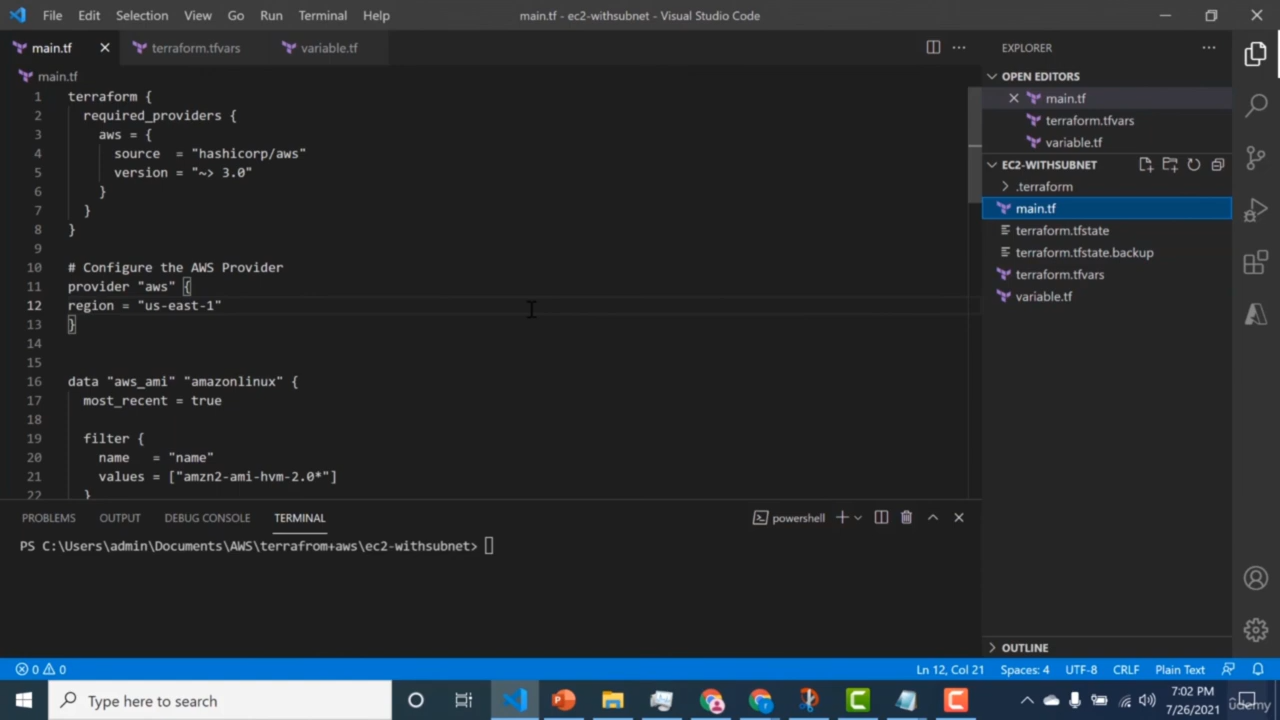 File Edit Selection View Go Run Terminal Help
main.tf - ec2-withsubnet - Visual Studio Code
main.tf
terraform.tfvars
variable.tf
main.tf
1 terraform {
2 required_providers {
3 aws = {
4 source = "hashicorp/aws"
5 version = "~> 3.0"
6 }
7 }
8 }
9
10 # Configure the AWS Provider
11 provider "aws" {
12 region = "us-east-1"
13 }
14
15
16 data "aws_ami" "amazonlinux" {
17 most_recent = true
18
19 filter {
20 name = "name"
21 values = ["amzn2-ami-hvm-2.0*"]
22 }
EXPLORER
OPEN EDITORS
main.tf
terraform.tfvars
variable.tf
EC2-WITHSUBNET
.terraform
main.tf
terraform.tfstate
terraform.tfstate.backup
terraform.tfvars
variable.tf
OUTLINE
PROBLEMS OUTPUT DEBUG CONSOLE TERMINAL
powershell
PS C:\Users\admin\Documents\AWS\terrafrom+aws\ec2-withsubnet>
0 0
Ln 12, Col 21 Spaces: 4 UTF-8 CRLF Plain Text
Type here to search
7:02 PM
7/26/2021
udemy